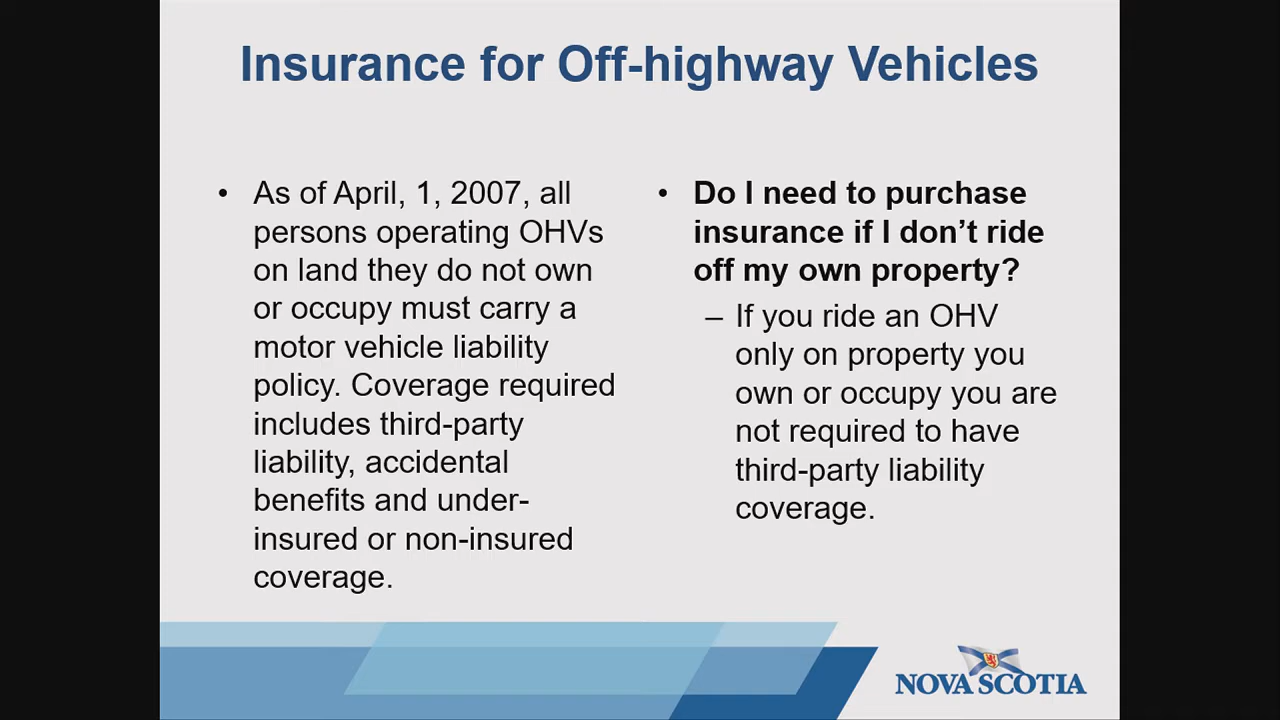 Insurance for Off-highway Vehicles
• As of April, 1, 2007, all
persons operating OHVs
on land they do not own
or occupy must carry a
motor vehicle liability
policy. Coverage required
includes third-party
liability, accidental
benefits and under-
insured or non-insured
coverage.
• Do I need to purchase
insurance if I don’t ride
off my own property?
– If you ride an OHV
only on property you
own or occupy you are
not required to have
third-party liability
coverage.
NOVA SCOTIA